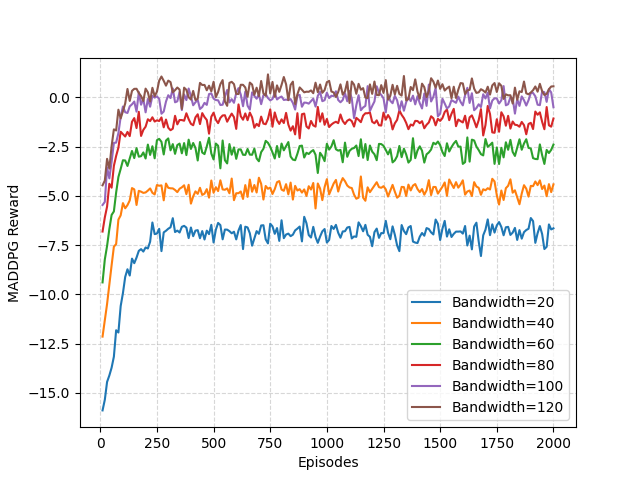 MADDPG Reward
0.0
−2.5
−5.0
−7.5
−10.0
−12.5
−15.0
Bandwidth=20
Bandwidth=40
Bandwidth=60
Bandwidth=80
Bandwidth=100
Bandwidth=120
0 250 500 750 1000 1250 1500 1750 2000
Episodes